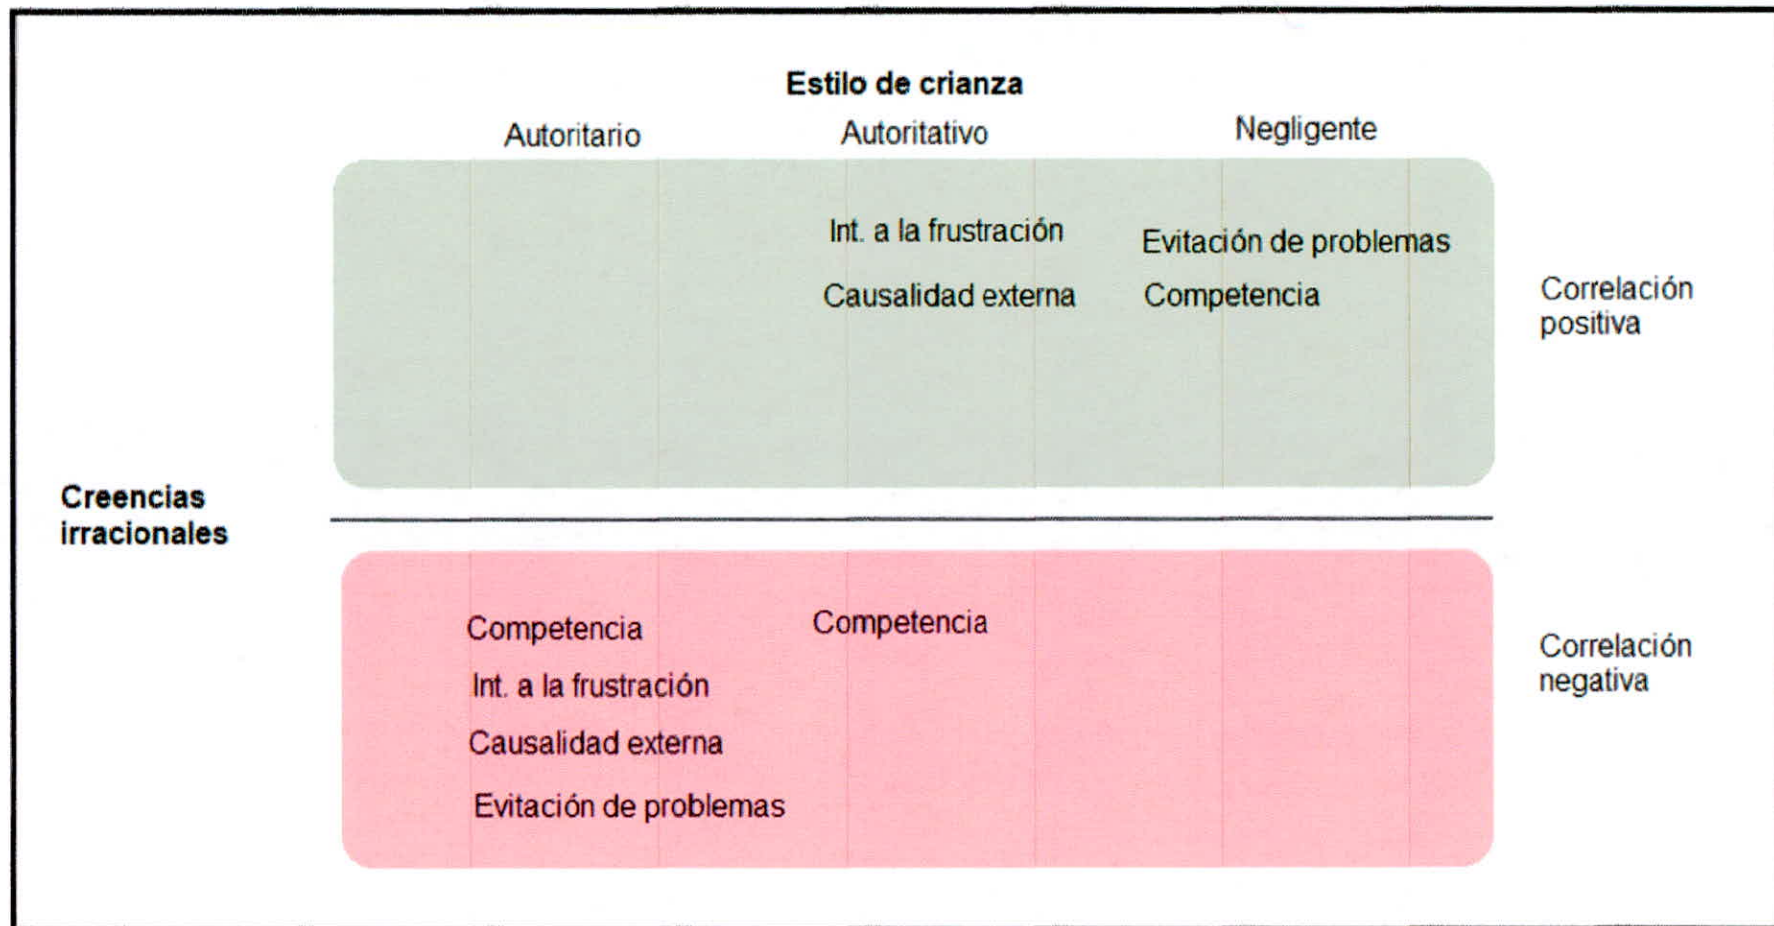 Estilo de crianza
Autoritario Autoritativo Negligente
Int. a la frustración Evitación de problemas
Causalidad externa Competencia
Correlación
positiva
Creencias
irracionales
Competencia Competencia
Int. a la frustración
Causalidad externa
Evitación de problemas
Correlación
negativa